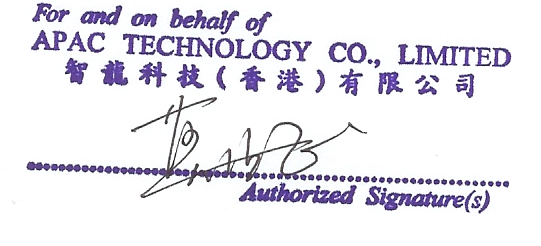 For and on behalf of
APAC TECHNOLOGY CO., LIMITED
智龍科技(香港)有限公司
Authorized Signature(s)